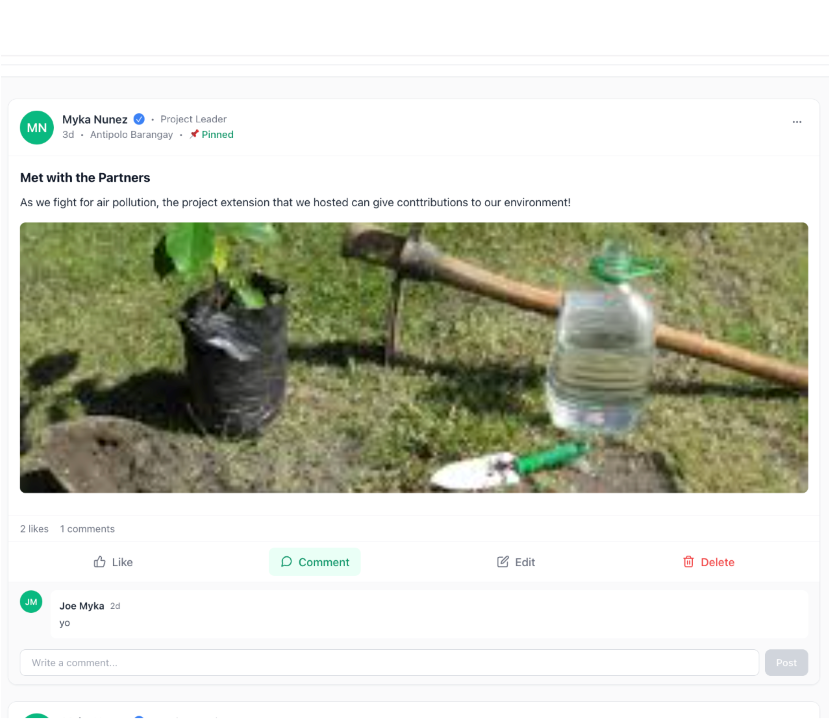 MN
Myka Nunez • Project Leader
3d • Antipolo Barangay • 📌 Pinned
...
Met with the Partners
As we fight for air pollution, the project extension that we hosted can give conttributions to our environment!
2 likes 1 comments
Like Comment Edit Delete
JM
Joe Myka 2d
yo
Write a comment... Post